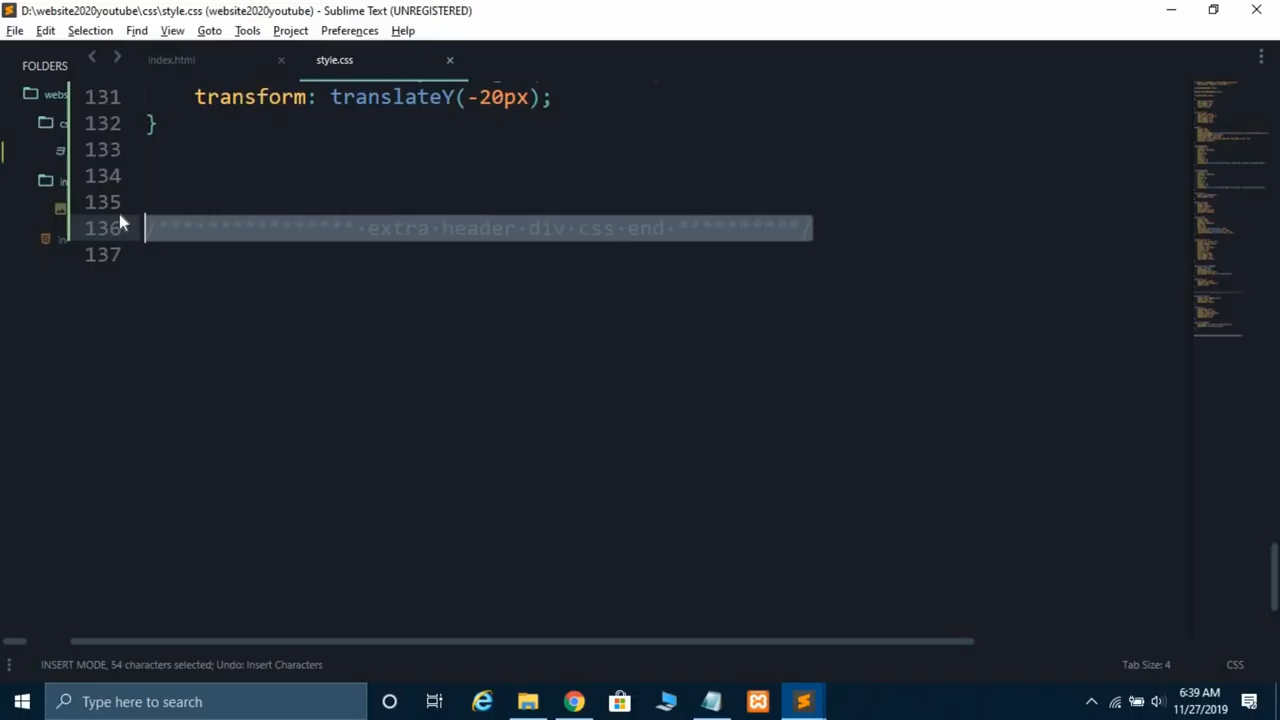 D:\website2020youtube\css\style.css (website2020youtube) - Sublime Text (UNREGISTERED)
File Edit Selection Find View Goto Tools Project Preferences Help
FOLDERS
index.html
style.css
webs
131 transform: translateY(-20px);
132 }
133
134
135
136 /**************** extra header div css end **********/
137
INSERT MODE, 54 characters selected; Undo: Insert Characters
Tab Size: 4
CSS
Type here to search
6:39 AM
11/27/2019